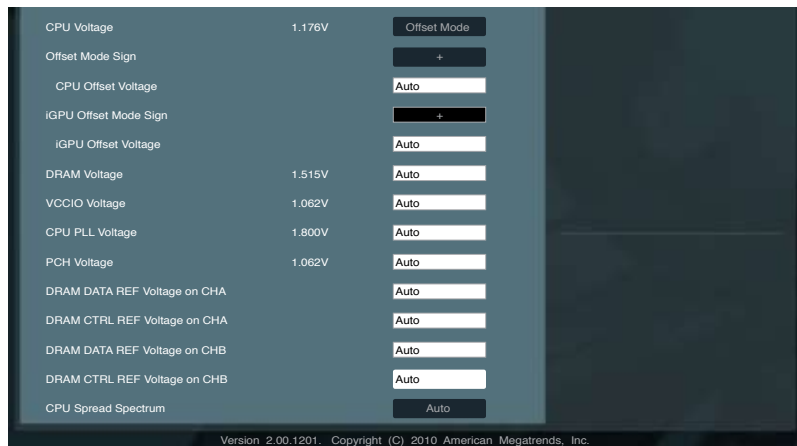 CPU Voltage 1.176V Offset Mode
Offset Mode Sign +
CPU Offset Voltage Auto
iGPU Offset Mode Sign +
iGPU Offset Voltage Auto
DRAM Voltage 1.515V Auto
VCCIO Voltage 1.062V Auto
CPU PLL Voltage 1.800V Auto
PCH Voltage 1.062V Auto
DRAM DATA REF Voltage on CHA Auto
DRAM CTRL REF Voltage on CHA Auto
DRAM DATA REF Voltage on CHB Auto
DRAM CTRL REF Voltage on CHB Auto
CPU Spread Spectrum Auto
Version 2.00.1201. Copyright (C) 2010 American Megatrends, Inc.